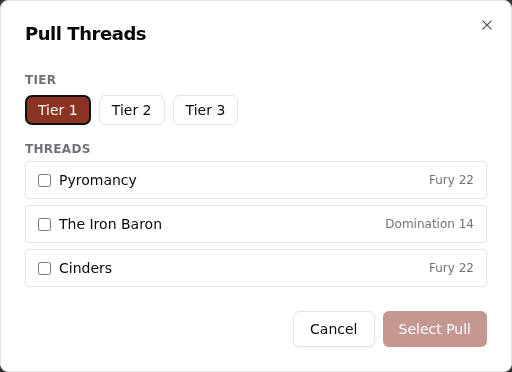 Pull Threads
TIER
Tier 1 Tier 2 Tier 3
THREADS
Pyromancy Fury 22
The Iron Baron Domination 14
Cinders Fury 22
Cancel Select Pull